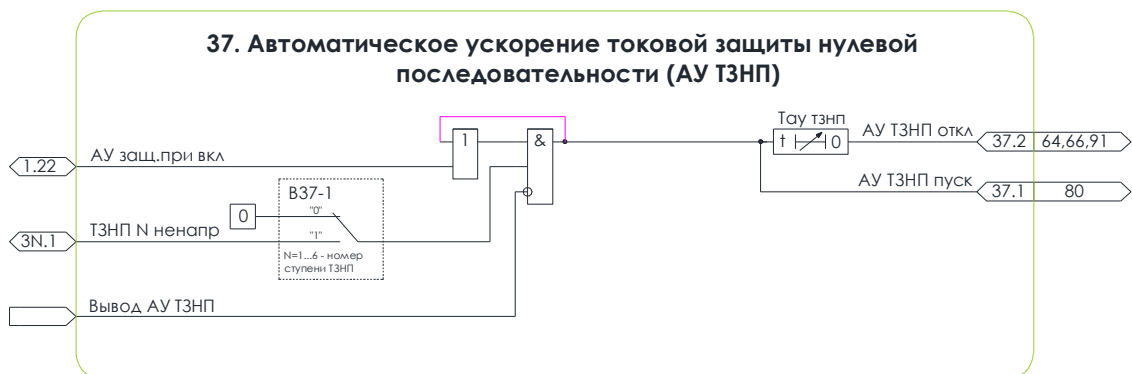 37. Автоматическое ускорение токовой защиты нулевой
последовательности (АУ ТЗНП)
Tау тзнп
1
&
t
0
АУ ТЗНП откл
37.2
64,66,91
1.22
АУ защ.при вкл
АУ ТЗНП пуск
37.1
80
B37-1
0
"0"
3N.1
ТЗНП N ненапр
"1"
N=1...6 - номер
ступени ТЗНП
Вывод АУ ТЗНП